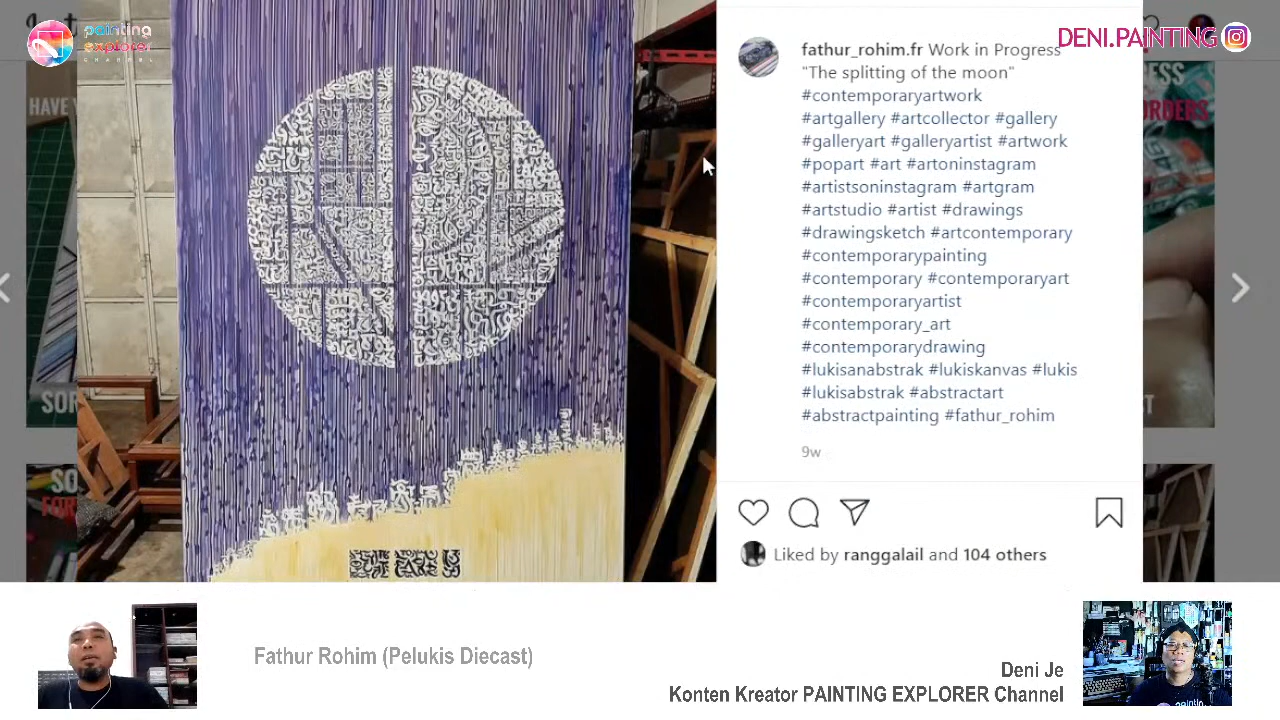 painting
explorer
CHANNEL
DENI.PAINTING
fathur_rohim.fr Work in Progress
"The splitting of the moon"
#contemporaryartwork
#artgallery #artcollector #gallery
#galleryart #galleryartist #artwork
#popart #art #artoninstagram
#artistsoninstagram #artgram
#artstudio #artist #drawings
#drawingsketch #artcontemporary
#contemporarypainting
#contemporary #contemporaryart
#contemporaryartist
#contemporary_art
#contemporarydrawing
#lukisanabstrak #lukiskanvas #lukis
#lukisabstrak #abstractart
#abstractpainting #fathur_rohim
9w
Liked by ranggalail and 104 others
HAVE
Fathur Rohim (Pelukis Diecast)
Deni Je
Konten Kreator PAINTING EXPLORER Channel